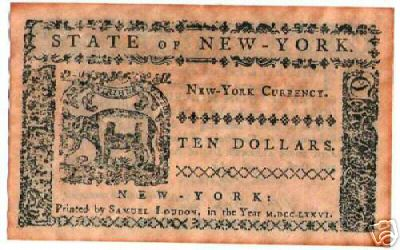 STATE OF NEW-YORK.
NEW-YORK CURRENCY.
TEN DOLLARS.
NEW-YORK:
Printed by SAMUEL LOUDON, in the Year M.DCC.LXXVI.